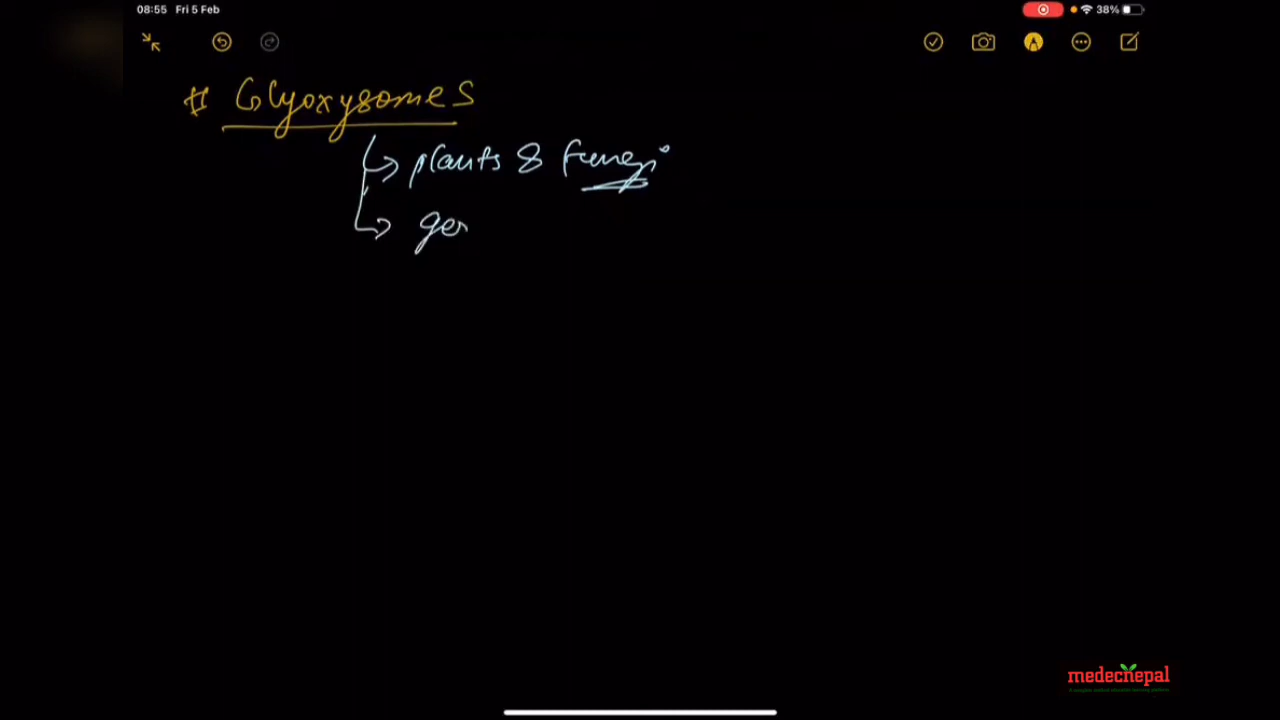 08:55 Fri 5 Feb 38%
# Glyoxysomes
↳ plants & fungi
↳ ger
medecnepal